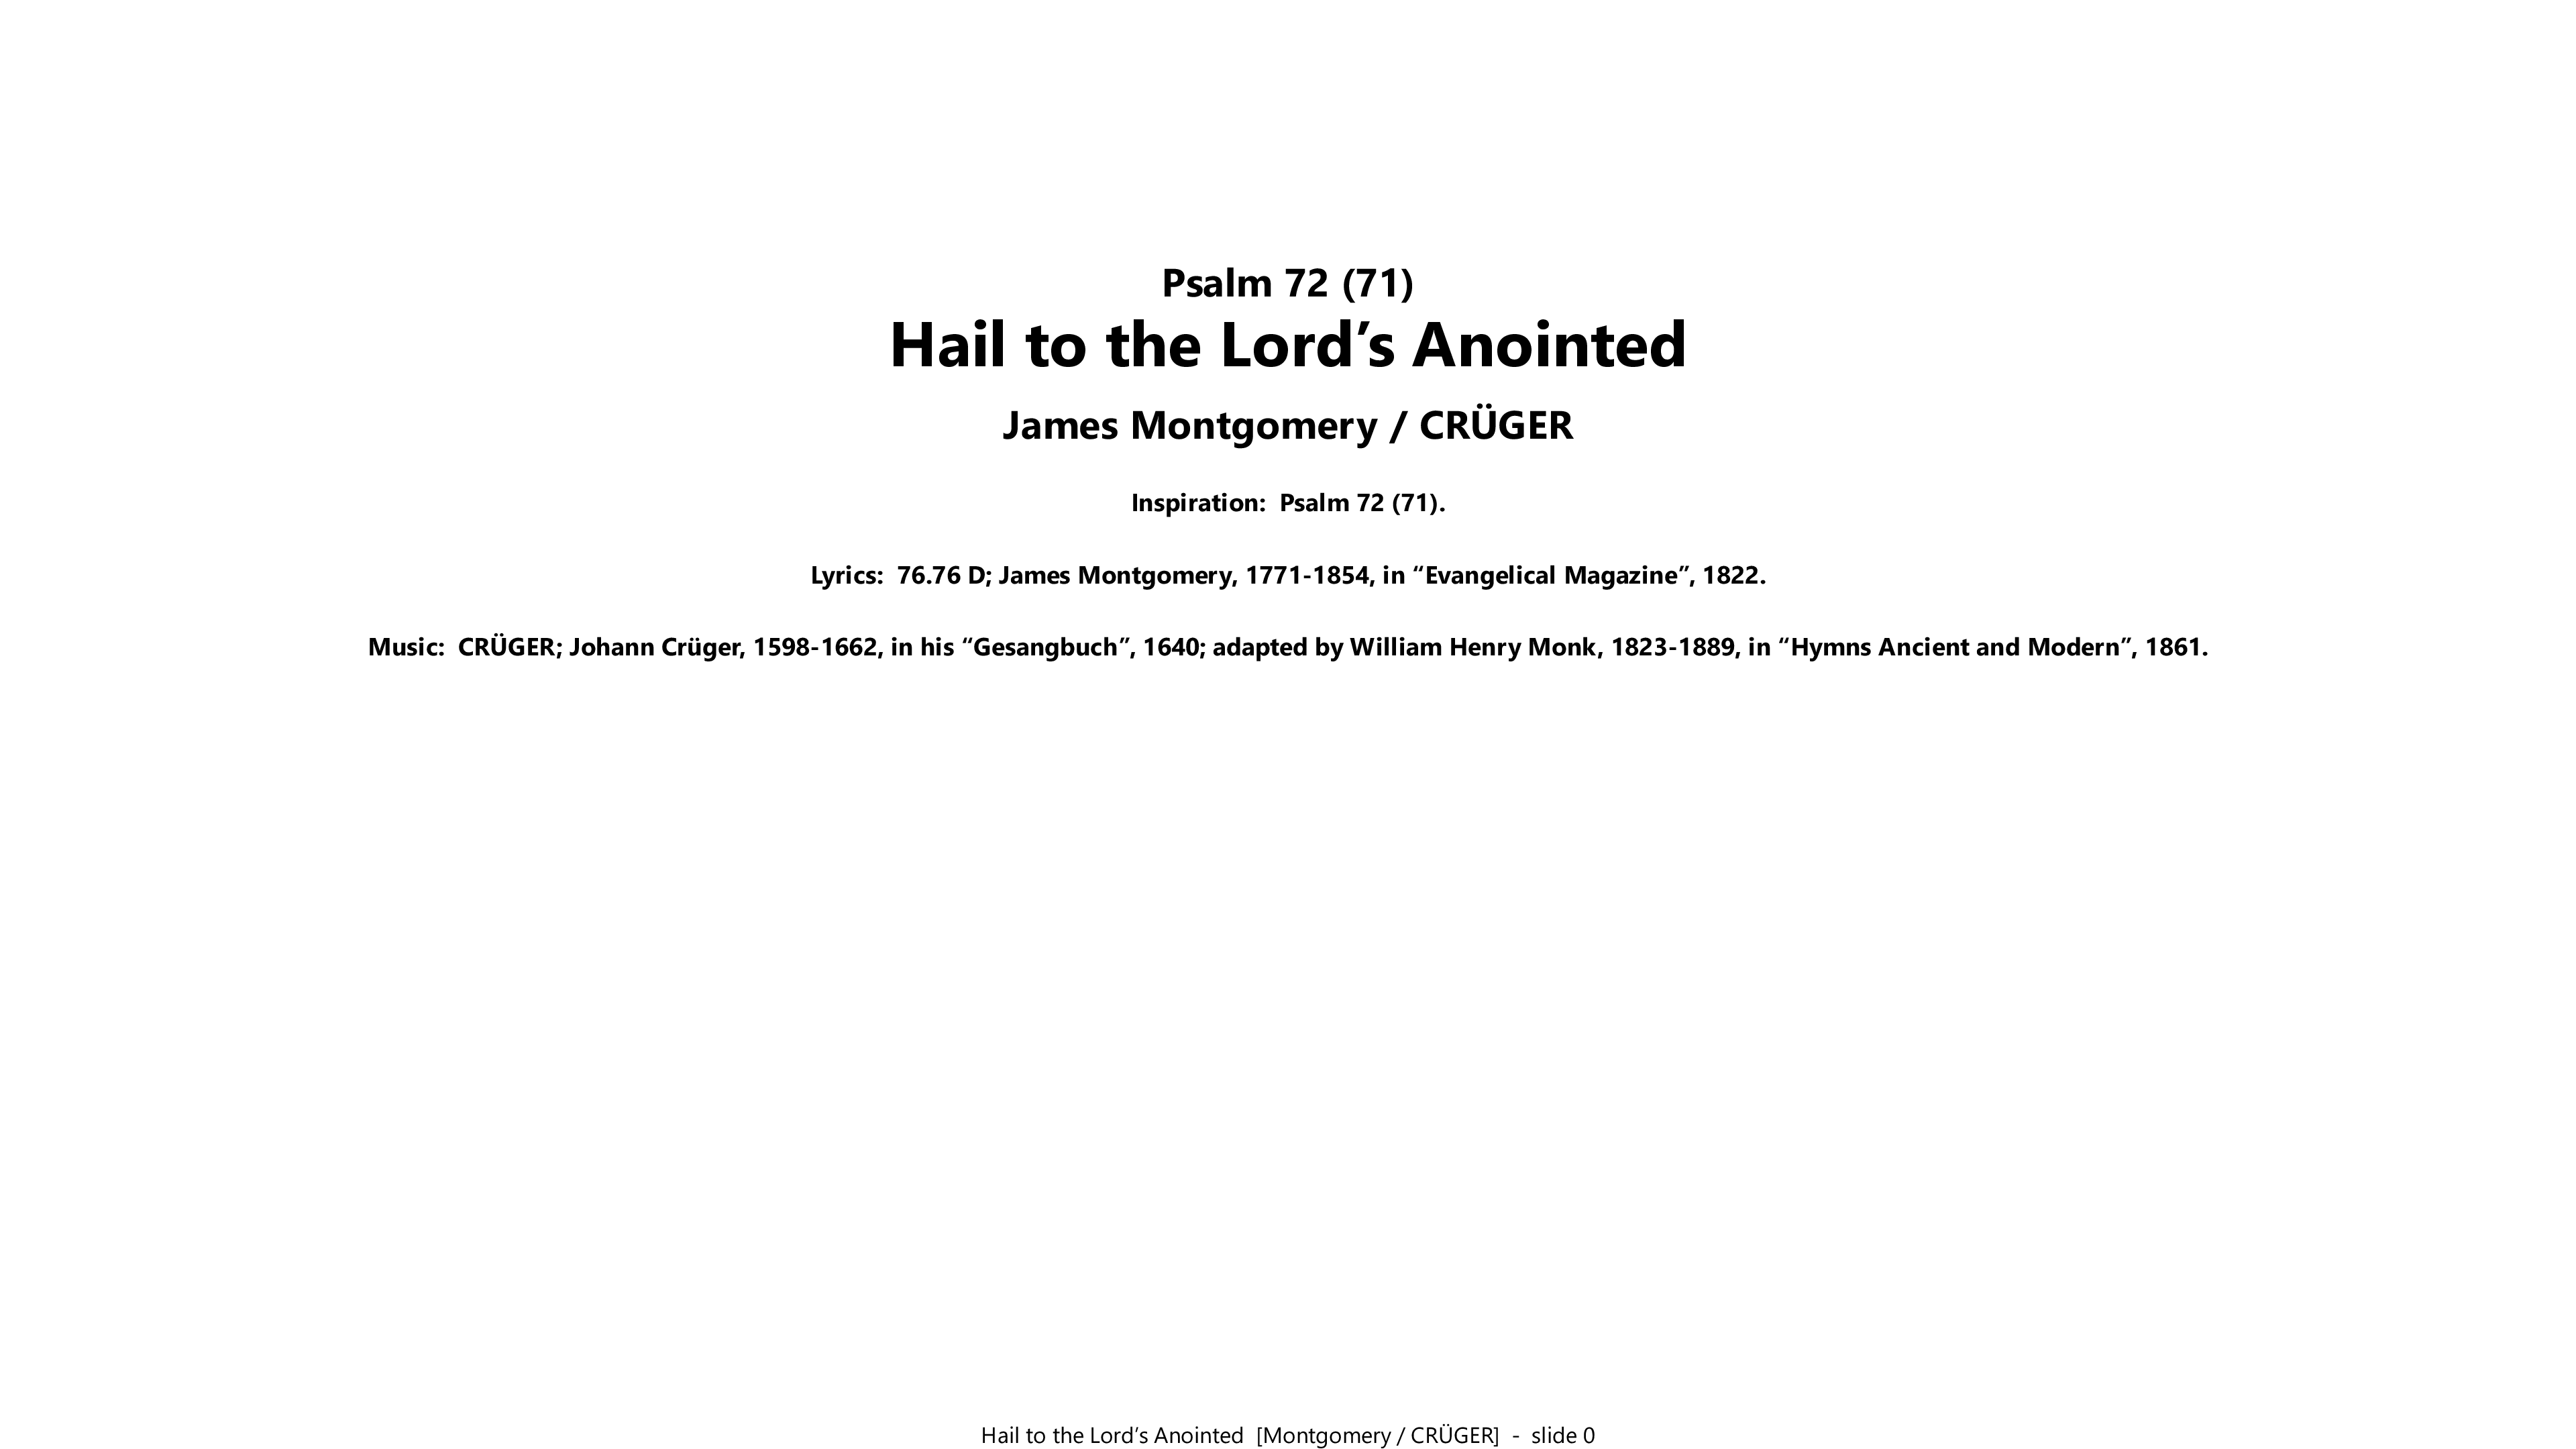 Psalm 72 (71)
Hail to the Lord’s Anointed
James Montgomery / CRÜGER
Inspiration:  Psalm 72 (71).
Lyrics:  76.76 D; James Montgomery, 1771-1854, in “Evangelical Magazine”, 1822.
Music:  CRÜGER; Johann Crüger, 1598-1662, in his “Gesangbuch”, 1640; adapted by William Henry Monk, 1823-1889, in “Hymns Ancient and Modern”, 1861.
Hail to the Lord’s Anointed  [Montgomery / CRÜGER]  -  slide 0